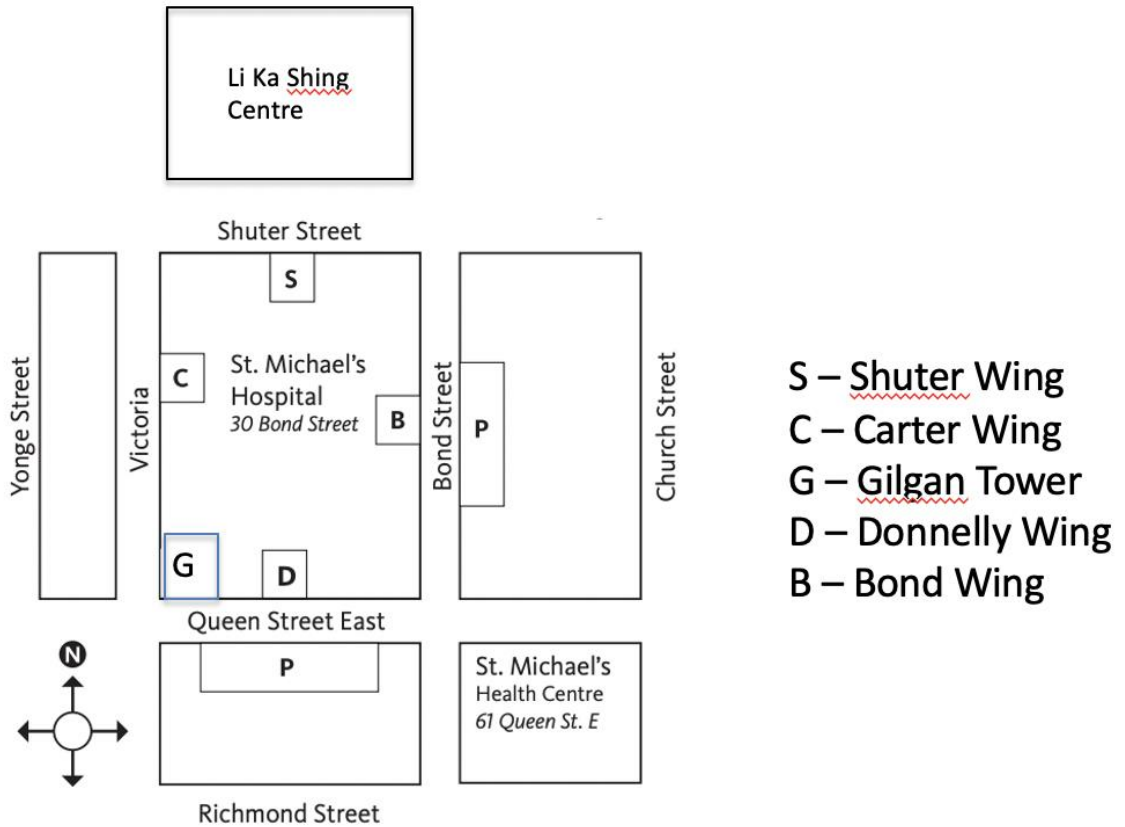 Li Ka Shing
Centre
Shuter Street
S
Yonge Street
Victoria
C
St. Michael's
Hospital
30 Bond Street
B
Bond Street
P
Church Street
G
D
Queen Street East
N
P
St. Michael's
Health Centre
61 Queen St. E
Richmond Street
S – Shuter Wing
C – Carter Wing
G – Gilgan Tower
D – Donnelly Wing
B – Bond Wing